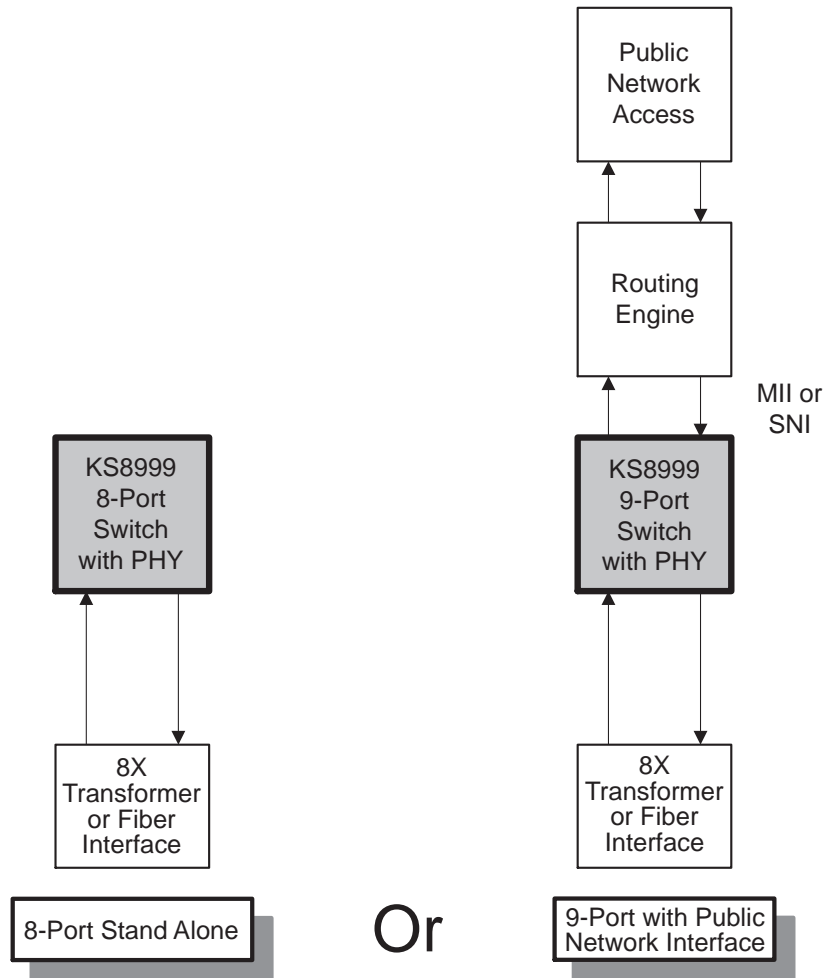 Public
Network
Access
Routing
Engine
MII or
SNI
KS8999
8-Port
Switch
with PHY
KS8999
9-Port
Switch
with PHY
8X
Transformer
or Fiber
Interface
8X
Transformer
or Fiber
Interface
8-Port Stand Alone
Or
9-Port with Public
Network Interface